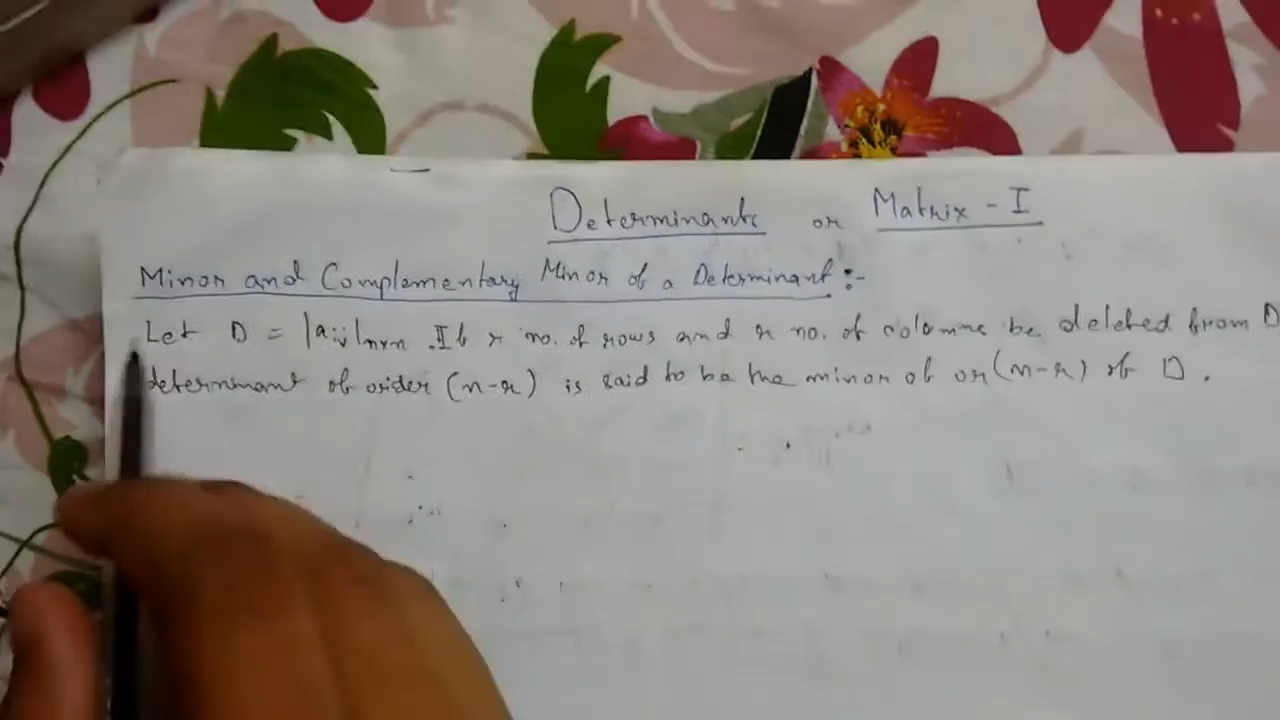 Determinants or Matrix - I
Minor and Complementary Minor of a Determinant :-
Let D = |aij|n×n . If r no. of rows and r no. of columns be deleted from D
determinant of order (n-r) is said to be the minor of or (n-r) of D .